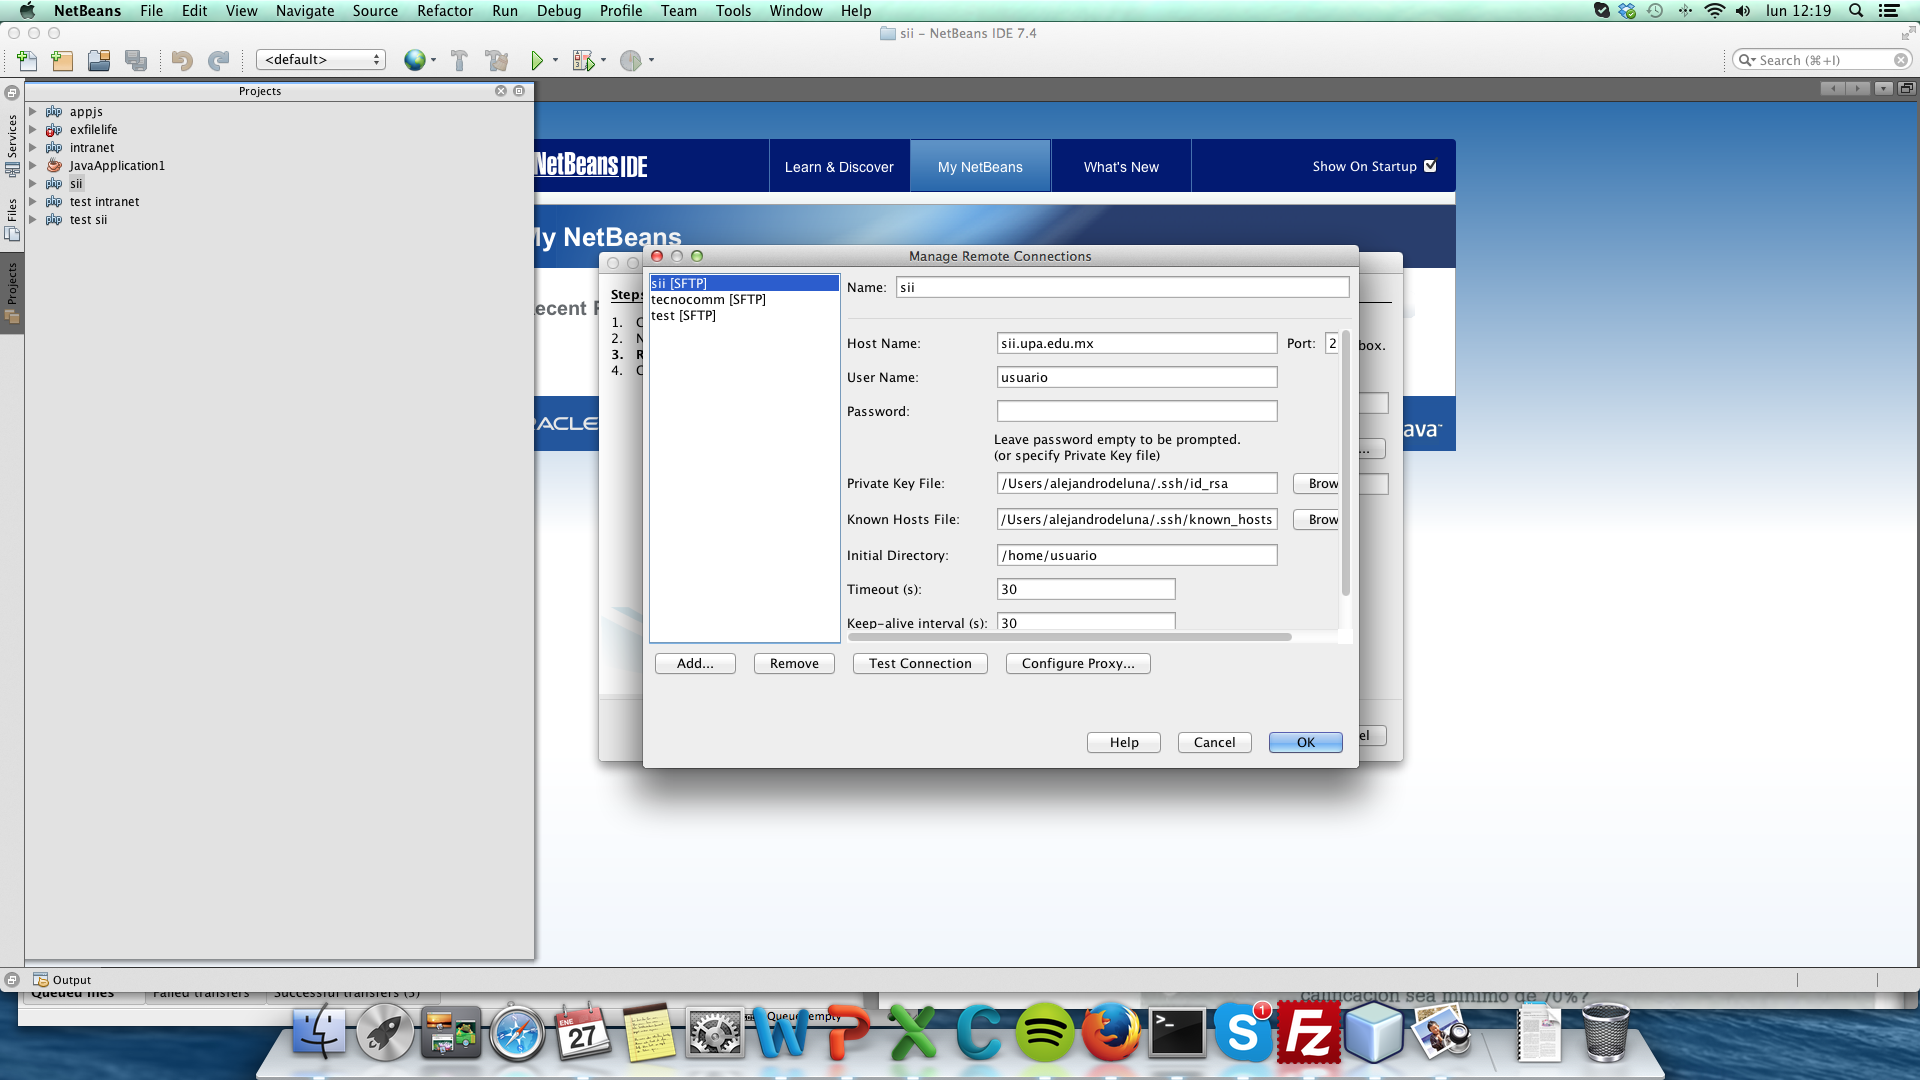 NetBeans File Edit View Navigate Source Refactor Run Debug Profile Team Tools Window Help lun 12:19
sii – NetBeans IDE 7.4
<default>
Search (⌘+I)
Projects
appjs
exfilelife
intranet
JavaApplication1
sii
test intranet
test sii
Services
Files
Projects
NetBeans IDE
Learn & Discover
My NetBeans
What's New
Show On Startup
My NetBeans
Steps
1.
2.
3.
4.
box.
...
Manage Remote Connections
sii [SFTP]
tecnocomm [SFTP]
test [SFTP]
Name: sii
Host Name: sii.upa.edu.mx Port: 2
User Name: usuario
Password:
Leave password empty to be prompted.
(or specify Private Key file)
Private Key File: /Users/alejandrodeluna/.ssh/id_rsa Brow
Known Hosts File: /Users/alejandrodeluna/.ssh/known_hosts Brow
Initial Directory: /home/usuario
Timeout (s): 30
Keep-alive interval (s): 30
Add... Remove Test Connection Configure Proxy...
Help Cancel OK
el
Output
Queued files Failed transfers Successful transfers (5)
calificación sea mínimo de 70%?
Queue: empty
ENE
27
1